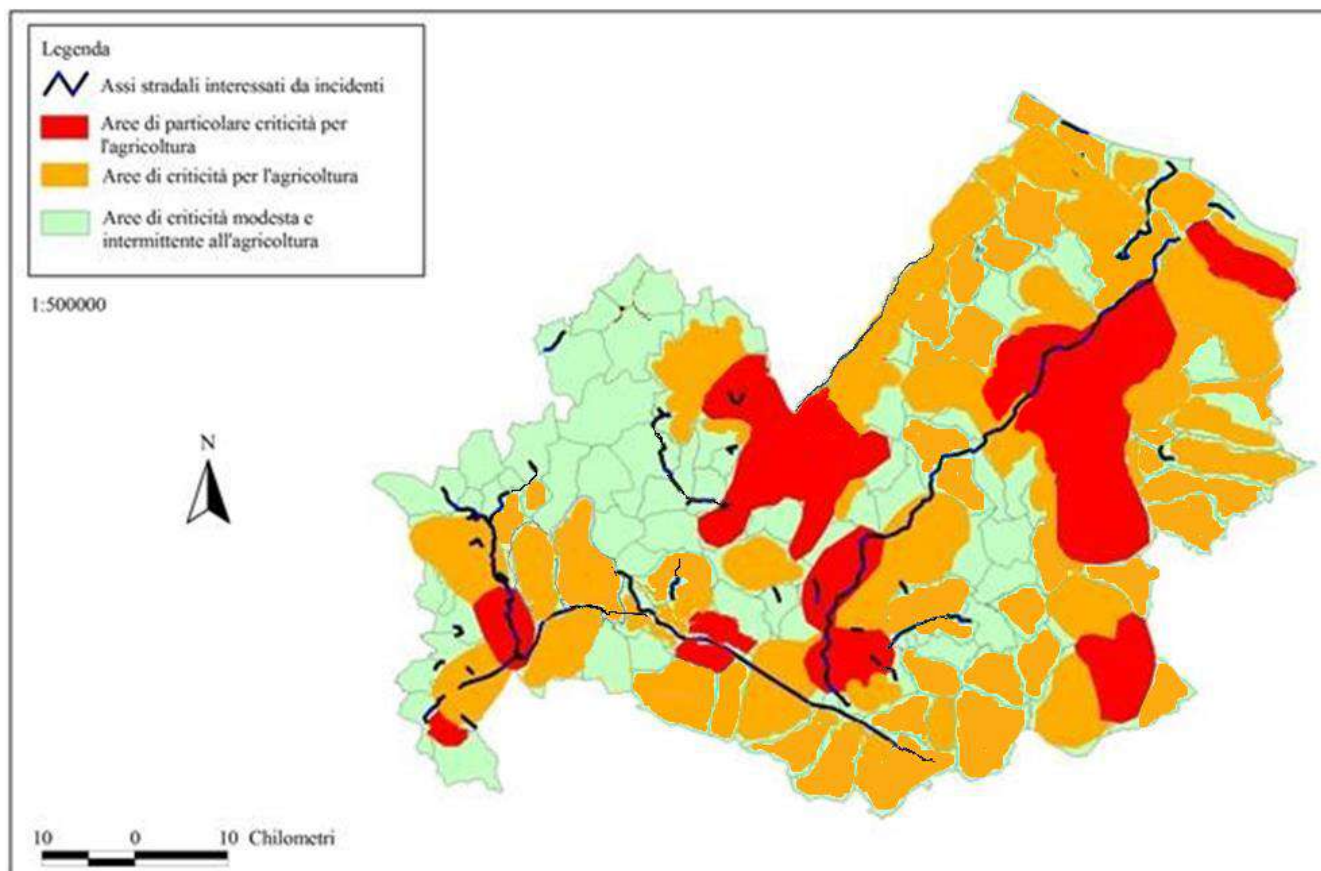 Legenda
Assi stradali interessati da incidenti
Aree di particolare criticità per
l'agricoltura
Aree di criticità per l'agricoltura
Aree di criticità modesta e
intermittente all'agricoltura
1:500000
N
10 0 10 Chilometri